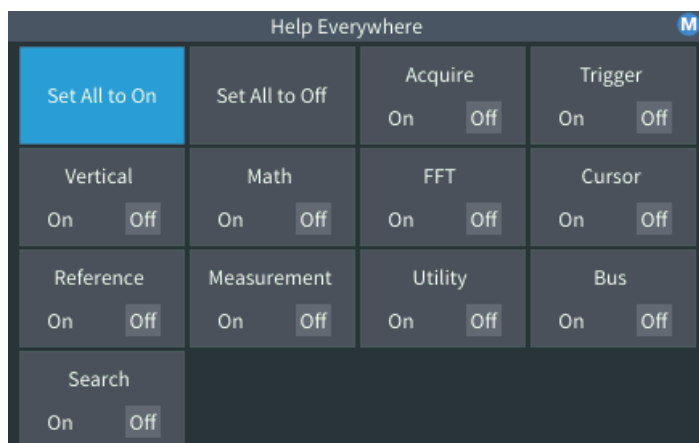 Help Everywhere M
Set All to On
Set All to Off
Acquire
On Off
Trigger
On Off
Vertical
On Off
Math
On Off
FFT
On Off
Cursor
On Off
Reference
On Off
Measurement
On Off
Utility
On Off
Bus
On Off
Search
On Off